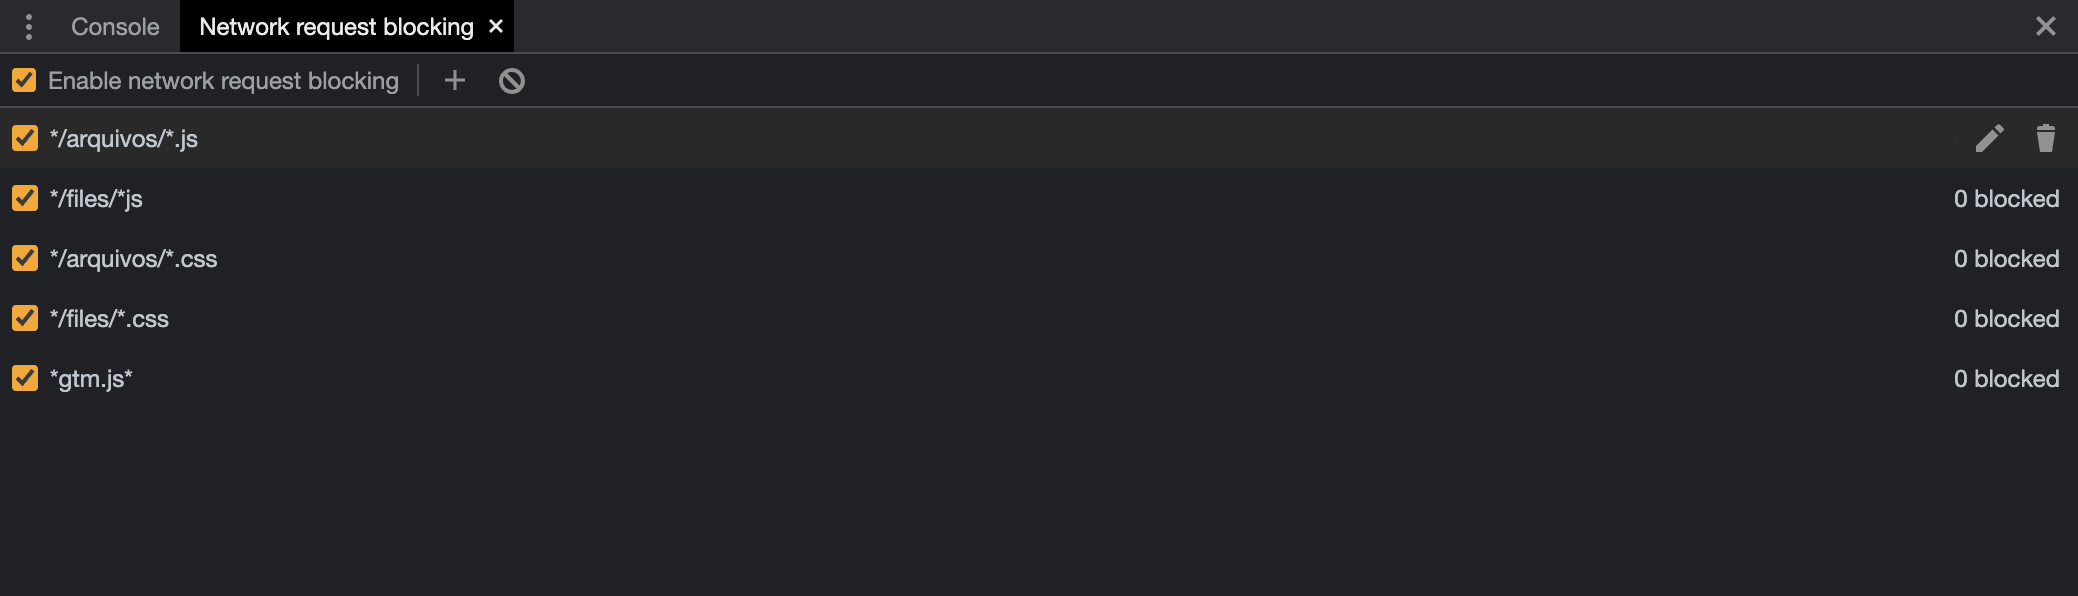 Console Network request blocking
Enable network request blocking
*/arquivos/*.js
*/files/*js 0 blocked
*/arquivos/*.css 0 blocked
*/files/*.css 0 blocked
*gtm.js* 0 blocked